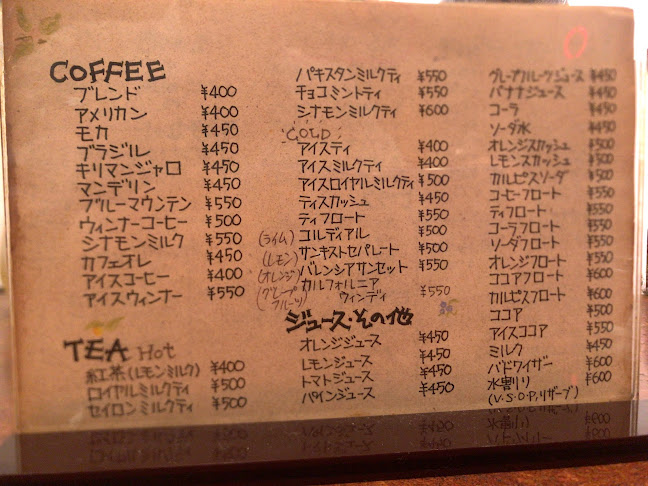 COFFEE
ブレンド ¥400
アメリカン ¥400
モカ ¥450
ブラジル ¥450
キリマンジャロ ¥450
マンデリン ¥450
ブルーマウンテン ¥550
ウィンナーコーヒー ¥500
シナモンミルク ¥550
カフェオレ ¥450
アイスコーヒー ¥400
アイスウィンナー ¥550
TEA Hot
紅茶(レモンミルク) ¥400
ロイヤルミルクティ ¥500
セイロンミルクティ ¥500
パキスタンミルクティ ¥550
チョコミントティ ¥550
シナモンミルクティ ¥600
COLD
アイスティ ¥400
アイスミルクティ ¥400
アイスロイヤルミルクティ ¥500
ティスカッシュ ¥450
ティフロート ¥550
(ライム) コルディアル ¥500
(レモン) サンキストセパレート ¥500
(オレンジ) バレンシアサンセット ¥550
(グレープフルーツ) カルフォルニア
ウィンディ ¥550
ジュース・その他
オレンジジュース ¥450
レモンジュース ¥450
トマトジュース ¥450
パインジュース ¥450
グレープフルーツジュース ¥450
バナナジュース ¥450
コーラ ¥450
ソーダ水 ¥450
オレンジスカッシュ ¥500
レモンスカッシュ ¥500
カルピスソーダ ¥500
コーヒーフロート ¥550
ティフロート ¥550
コーラフロート ¥550
ソーダフロート ¥550
オレンジフロート ¥550
ココアフロート ¥600
カルピスフロート ¥600
ココア ¥500
アイスココア ¥550
ミルク ¥450
バドワイザー ¥600
水割り ¥600
(V.S.O.P,リザーブ)